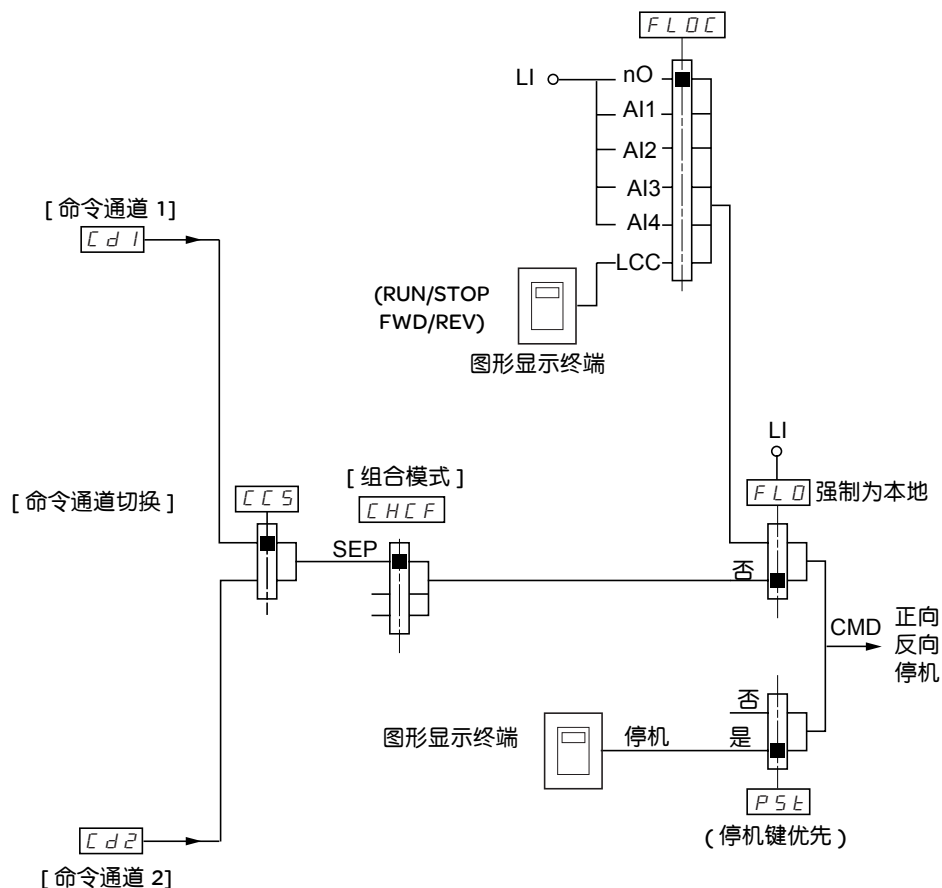 FLOC
LI
nO
AI1
AI2
AI3
AI4
LCC
[ 命令通道 1]
Cd1
(RUN/STOP
FWD/REV)
图形显示终端
LI
[ 组合模式 ]
[ 命令通道切换 ]
CCS
CHCF
FLO
强制为本地
SEP
否
CMD
正向
反向
停机
否
图形显示终端
停机
是
PSt
( 停机键优先 )
Cd2
[ 命令通道 2]